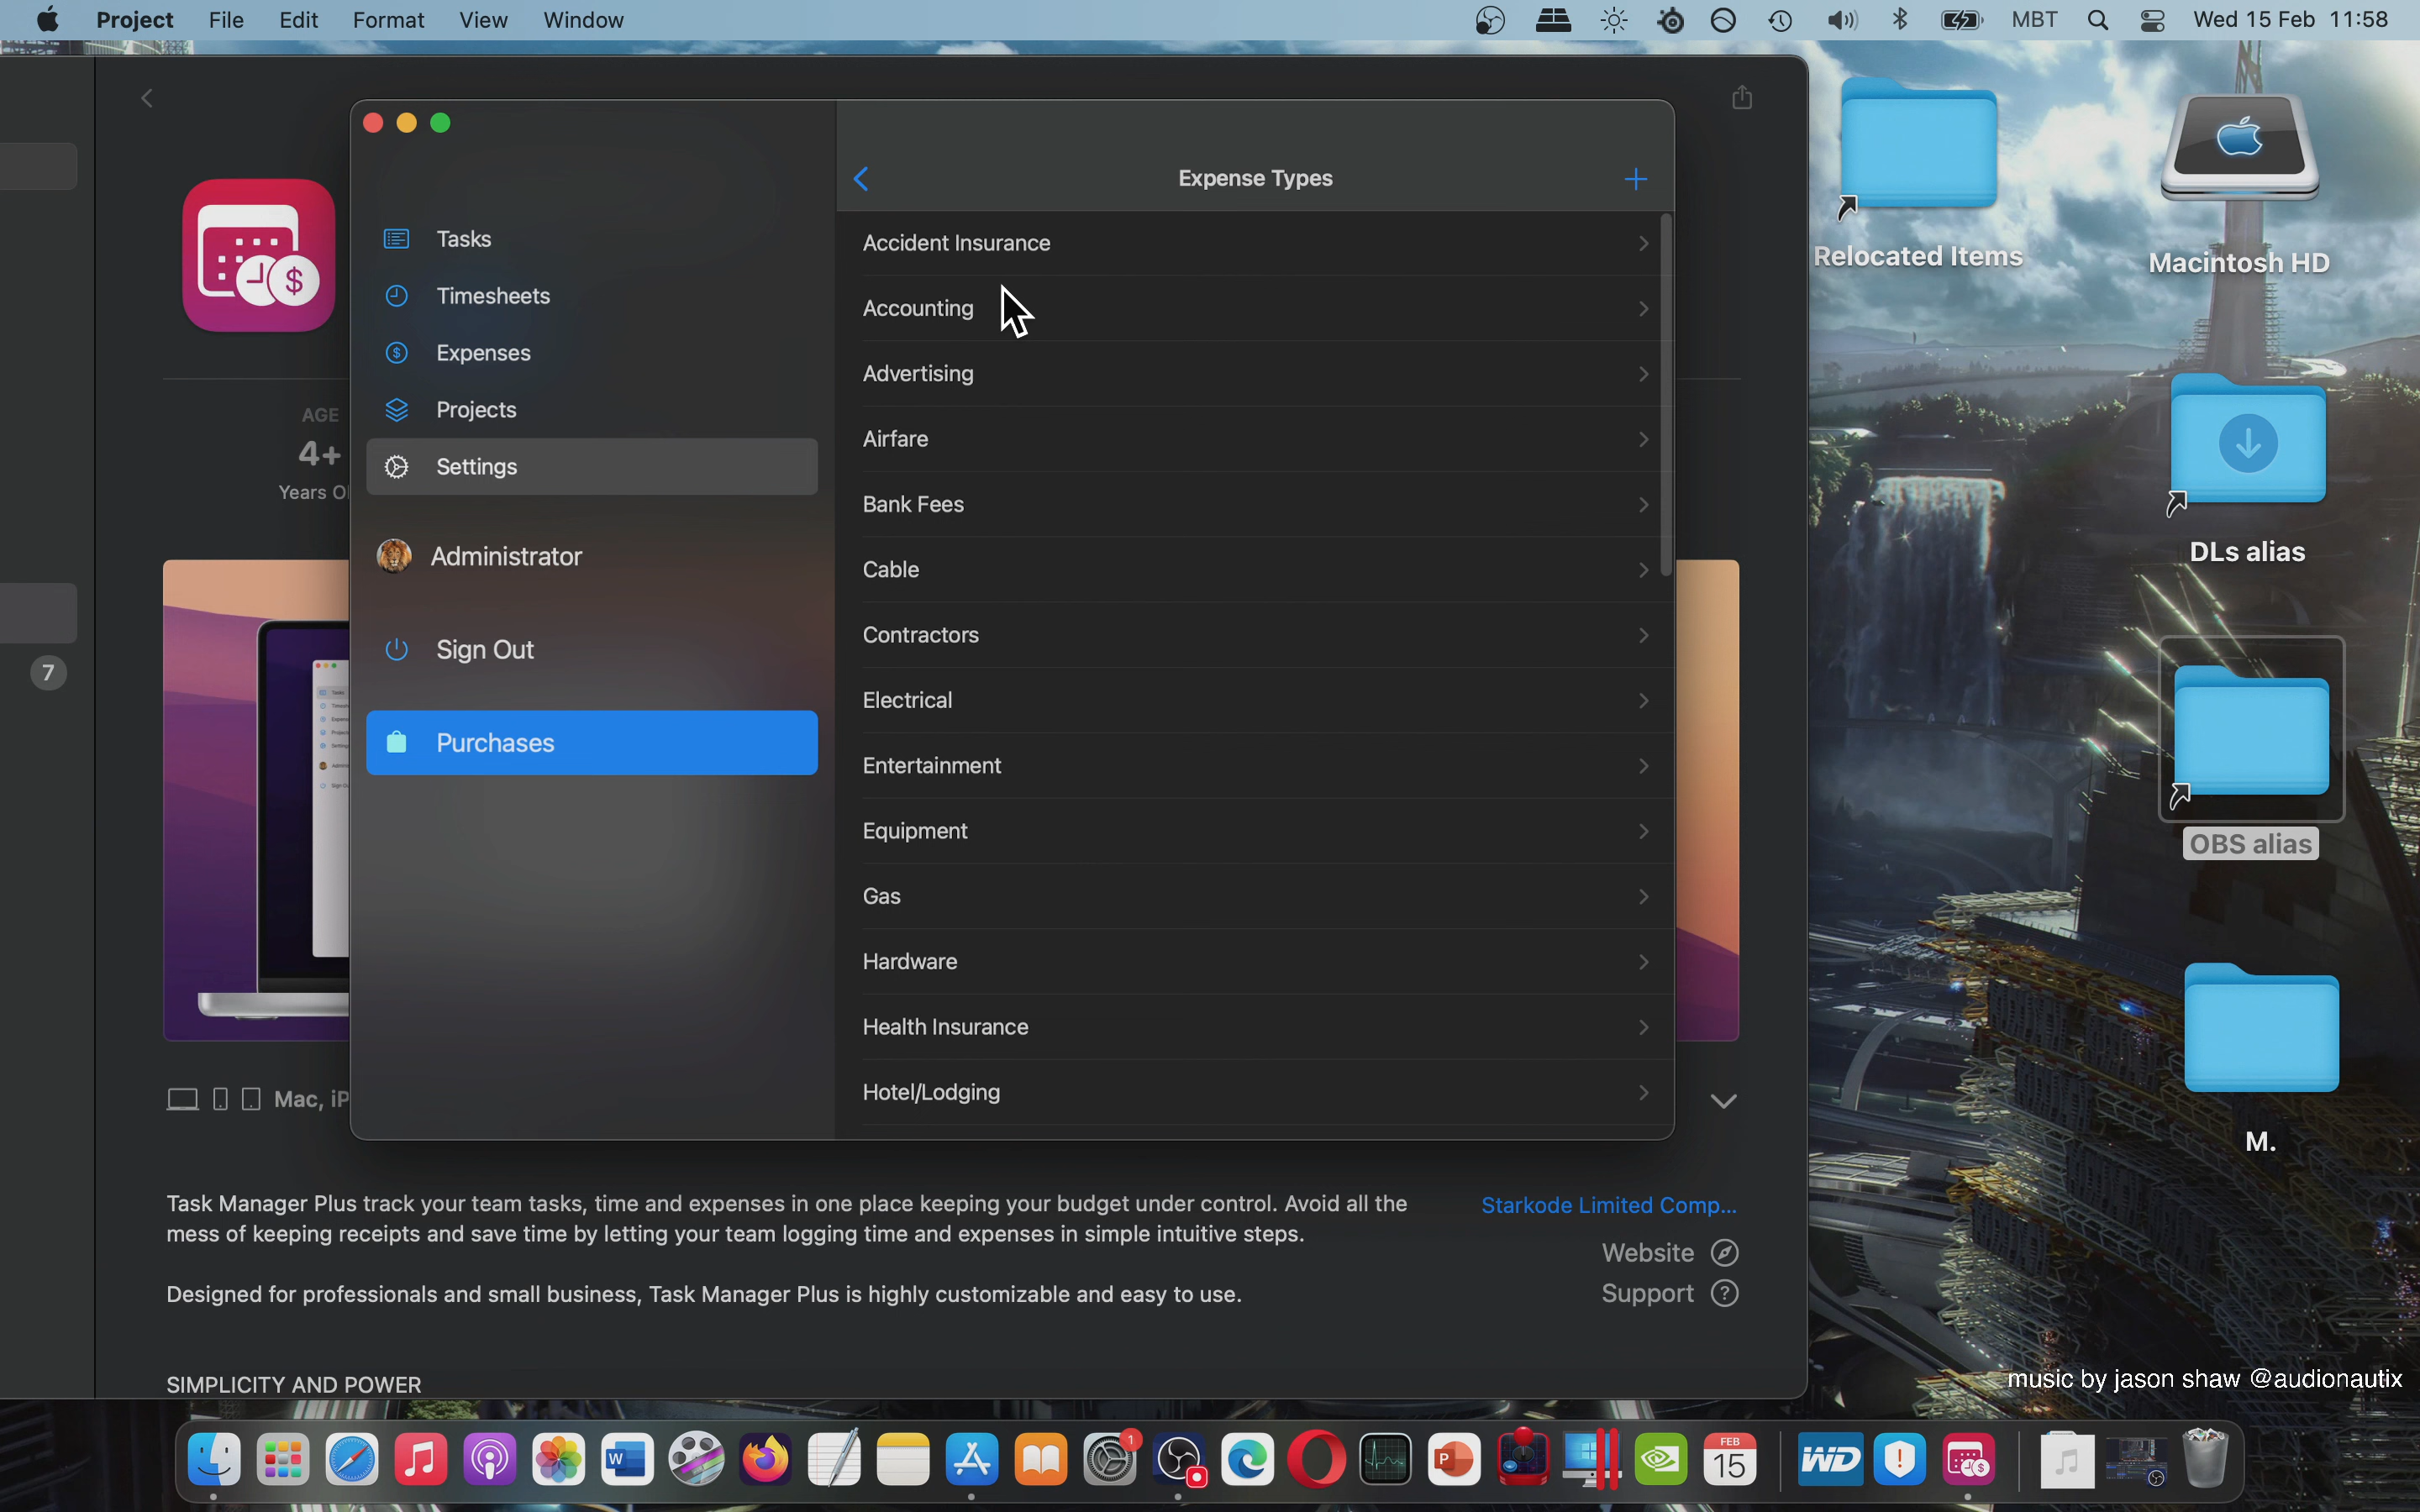 Project File Edit Format View Window MBT Wed 15 Feb 11:58
Expense Types
Tasks
Timesheets
Expenses
Projects
Settings
Administrator
Sign Out
Purchases
Accident Insurance
Accounting
Advertising
Airfare
Bank Fees
Cable
Contractors
Electrical
Entertainment
Equipment
Gas
Hardware
Health Insurance
Hotel/Lodging
AGE
4+
Years O
7
Mac, iP
Task Manager Plus track your team tasks, time and expenses in one place keeping your budget under control. Avoid all the
mess of keeping receipts and save time by letting your team logging time and expenses in simple intuitive steps.
Designed for professionals and small business, Task Manager Plus is highly customizable and easy to use.
SIMPLICITY AND POWER
Starkode Limited Comp...
Website
Support
Relocated Items
Macintosh HD
DLs alias
OBS alias
M.
music by jason shaw @audionautix
1
W
P
FEB
15
WD